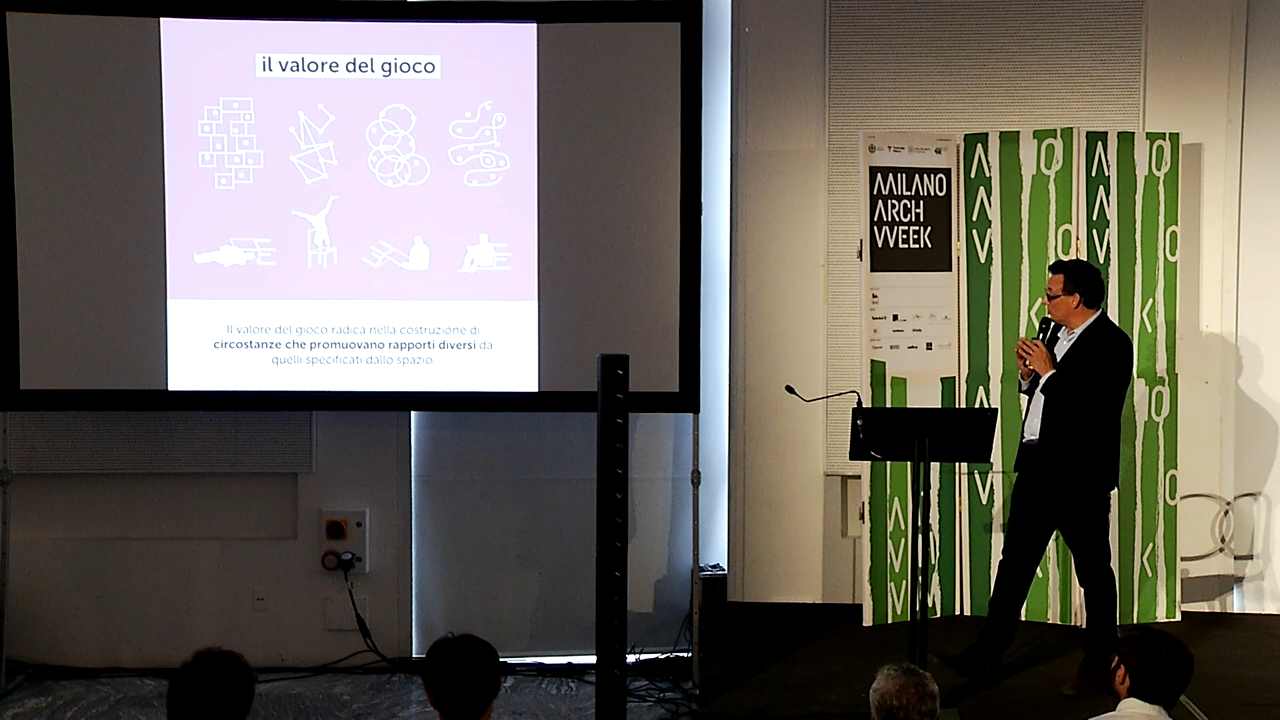 il valore del gioco
Il valore del gioco radica nella costruzione di
circostanze che promuovano rapporti diversi da
quelli specificati dallo spazio
MILANO
ARCH
WEEK